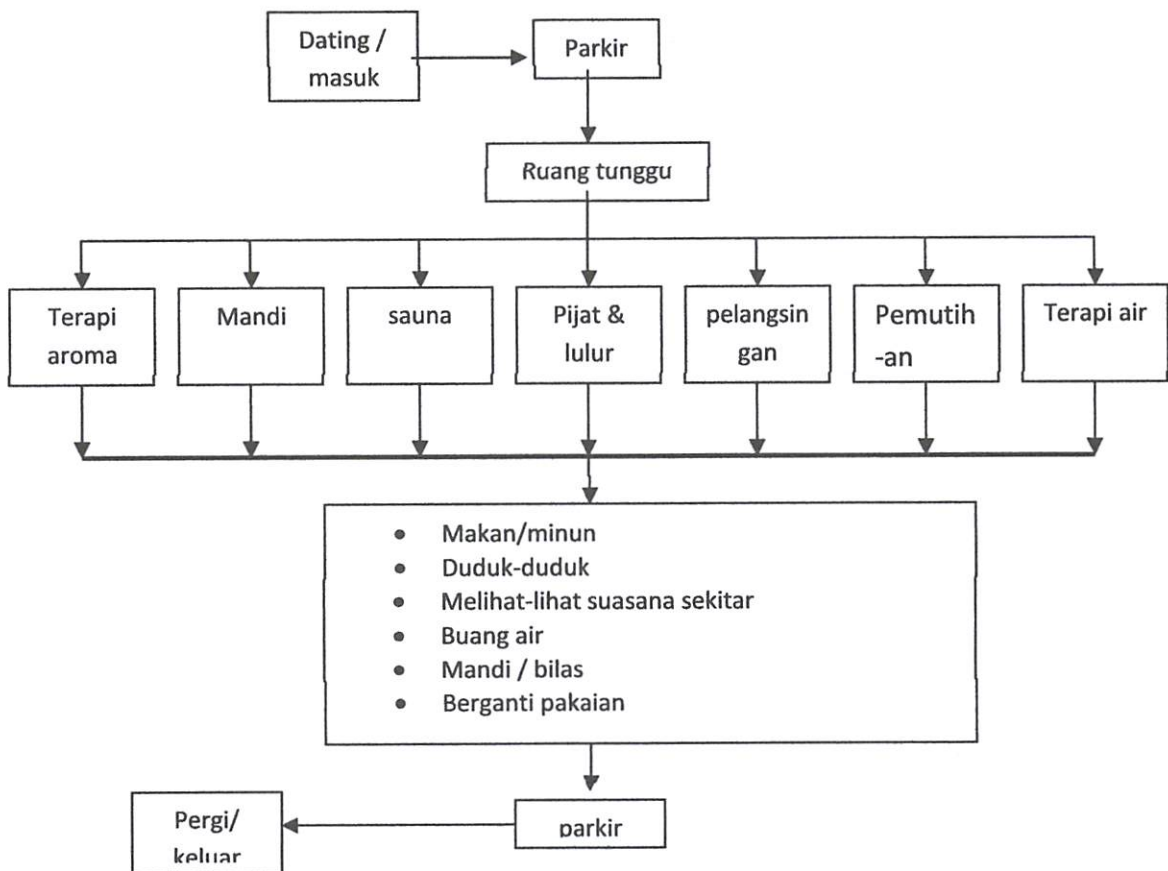 Dating /
masuk
Parkir
Ruang tunggu
Terapi
aroma
Mandi
sauna
Pijat &
lulur
pelangsin
gan
Pemutih
-an
Terapi air
• Makan/minun
• Duduk-duduk
• Melihat-lihat suasana sekitar
• Buang air
• Mandi / bilas
• Berganti pakaian
parkir
Pergi/
keluar